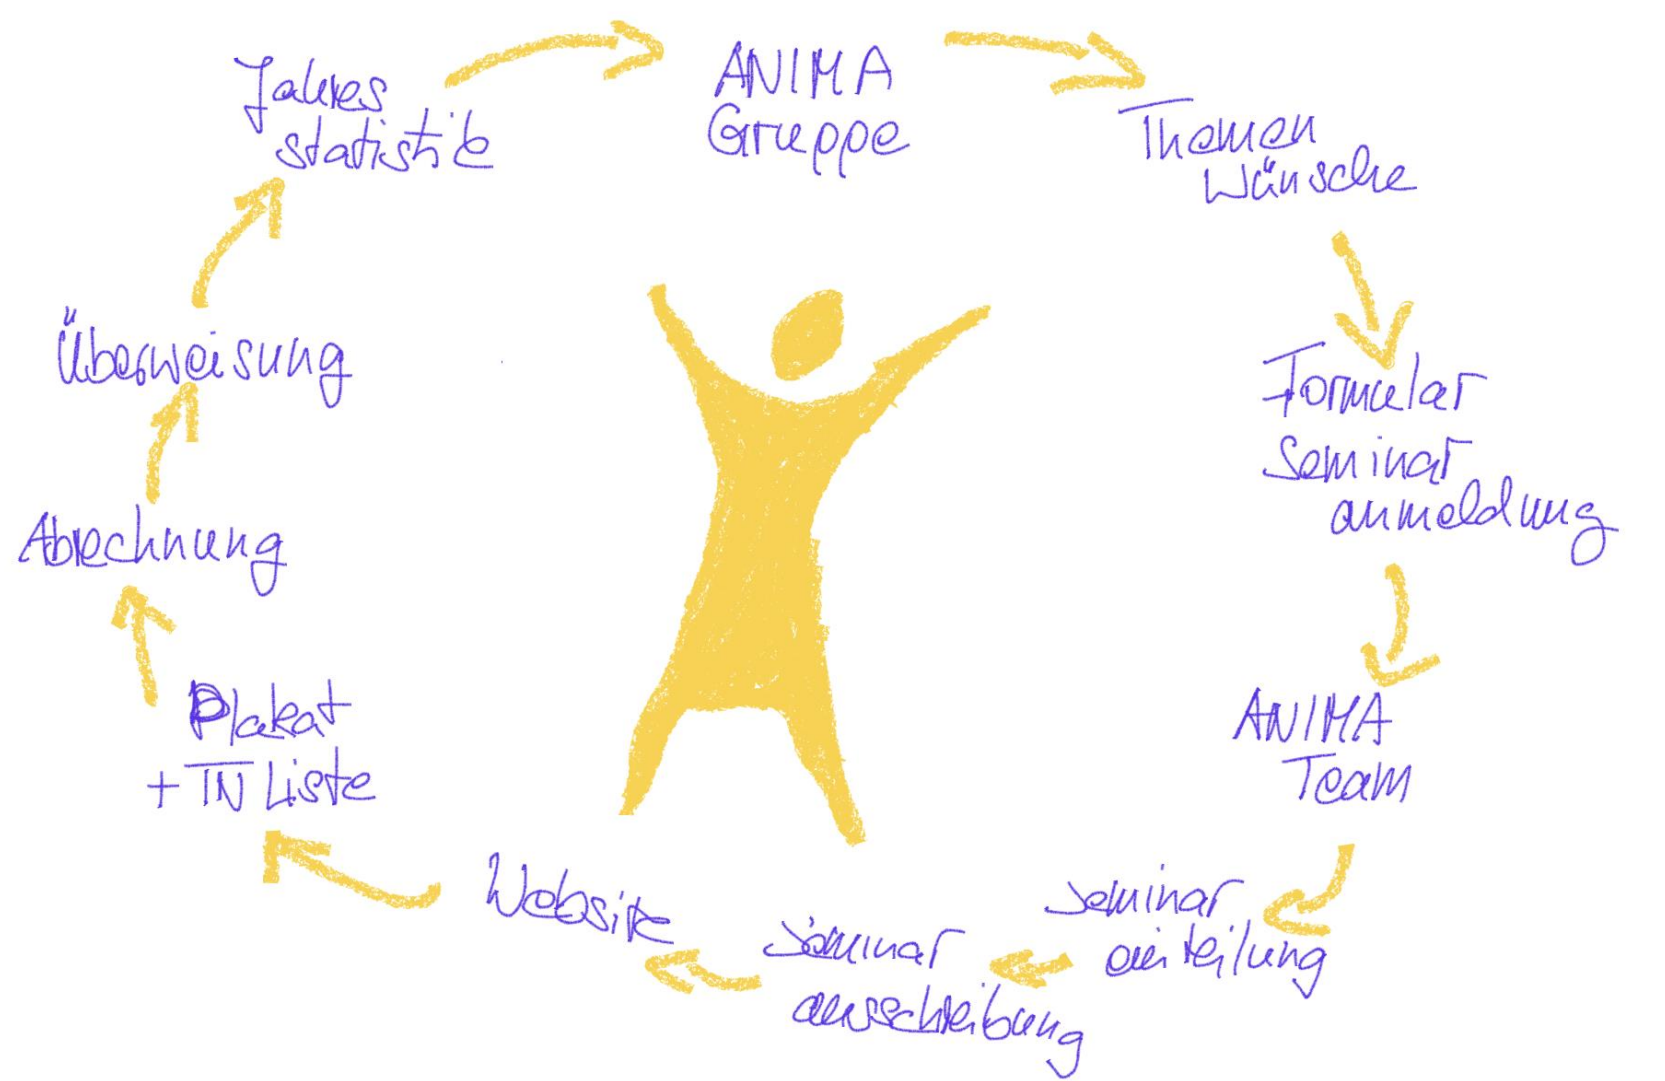 ANIMA
Gruppe
Themen
Wünsche
Formular
Seminar
anmeldung
ANIMA
Team
Seminar
einteilung
Seminar
ausschreibung
Website
Plakat
+ TN Liste
Abrechnung
Überweisung
Jahres
statistik